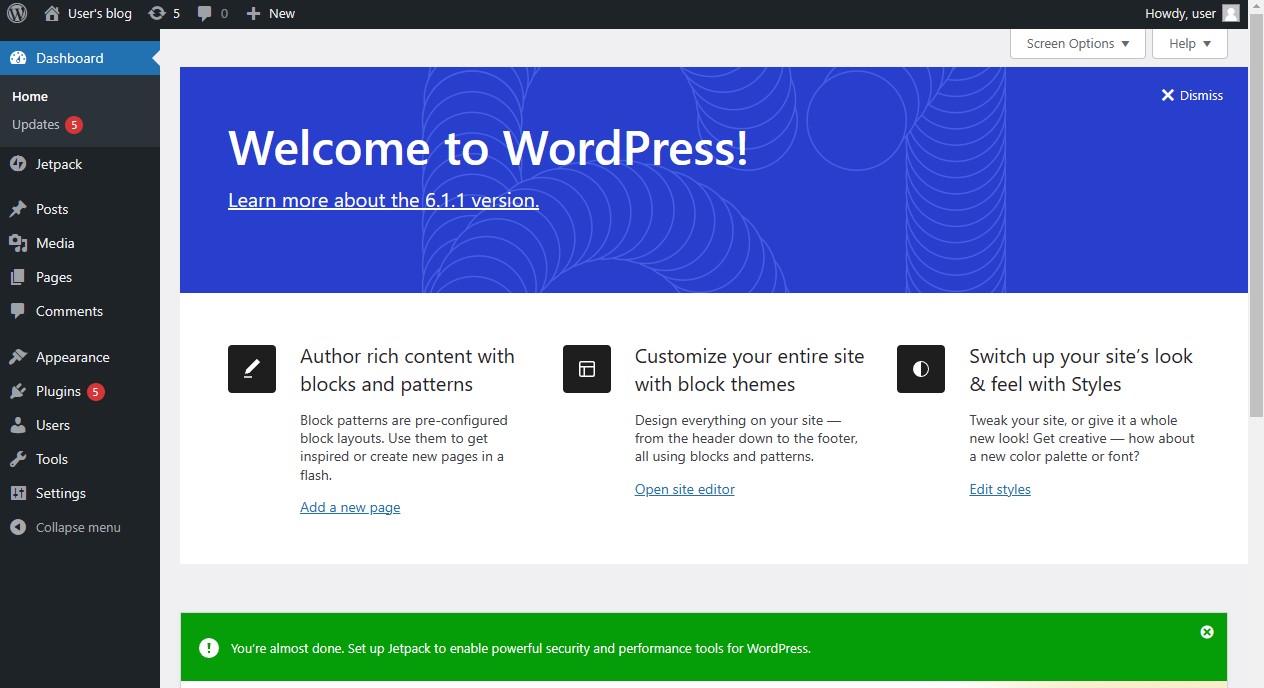 User's blog 5 0 New Howdy, user
Screen Options Help
Dashboard
Home
Updates 5
Jetpack
Posts
Media
Pages
Comments
Appearance
Plugins 5
Users
Tools
Settings
Collapse menu
Dismiss
Welcome to WordPress!
Learn more about the 6.1.1 version.
Author rich content with
blocks and patterns
Block patterns are pre-configured
block layouts. Use them to get
inspired or create new pages in a
flash.
Add a new page
Customize your entire site
with block themes
Design everything on your site —
from the header down to the footer,
all using blocks and patterns.
Open site editor
Switch up your site’s look
& feel with Styles
Tweak your site, or give it a whole
new look! Get creative — how about
a new color palette or font?
Edit styles
You’re almost done. Set up Jetpack to enable powerful security and performance tools for WordPress.